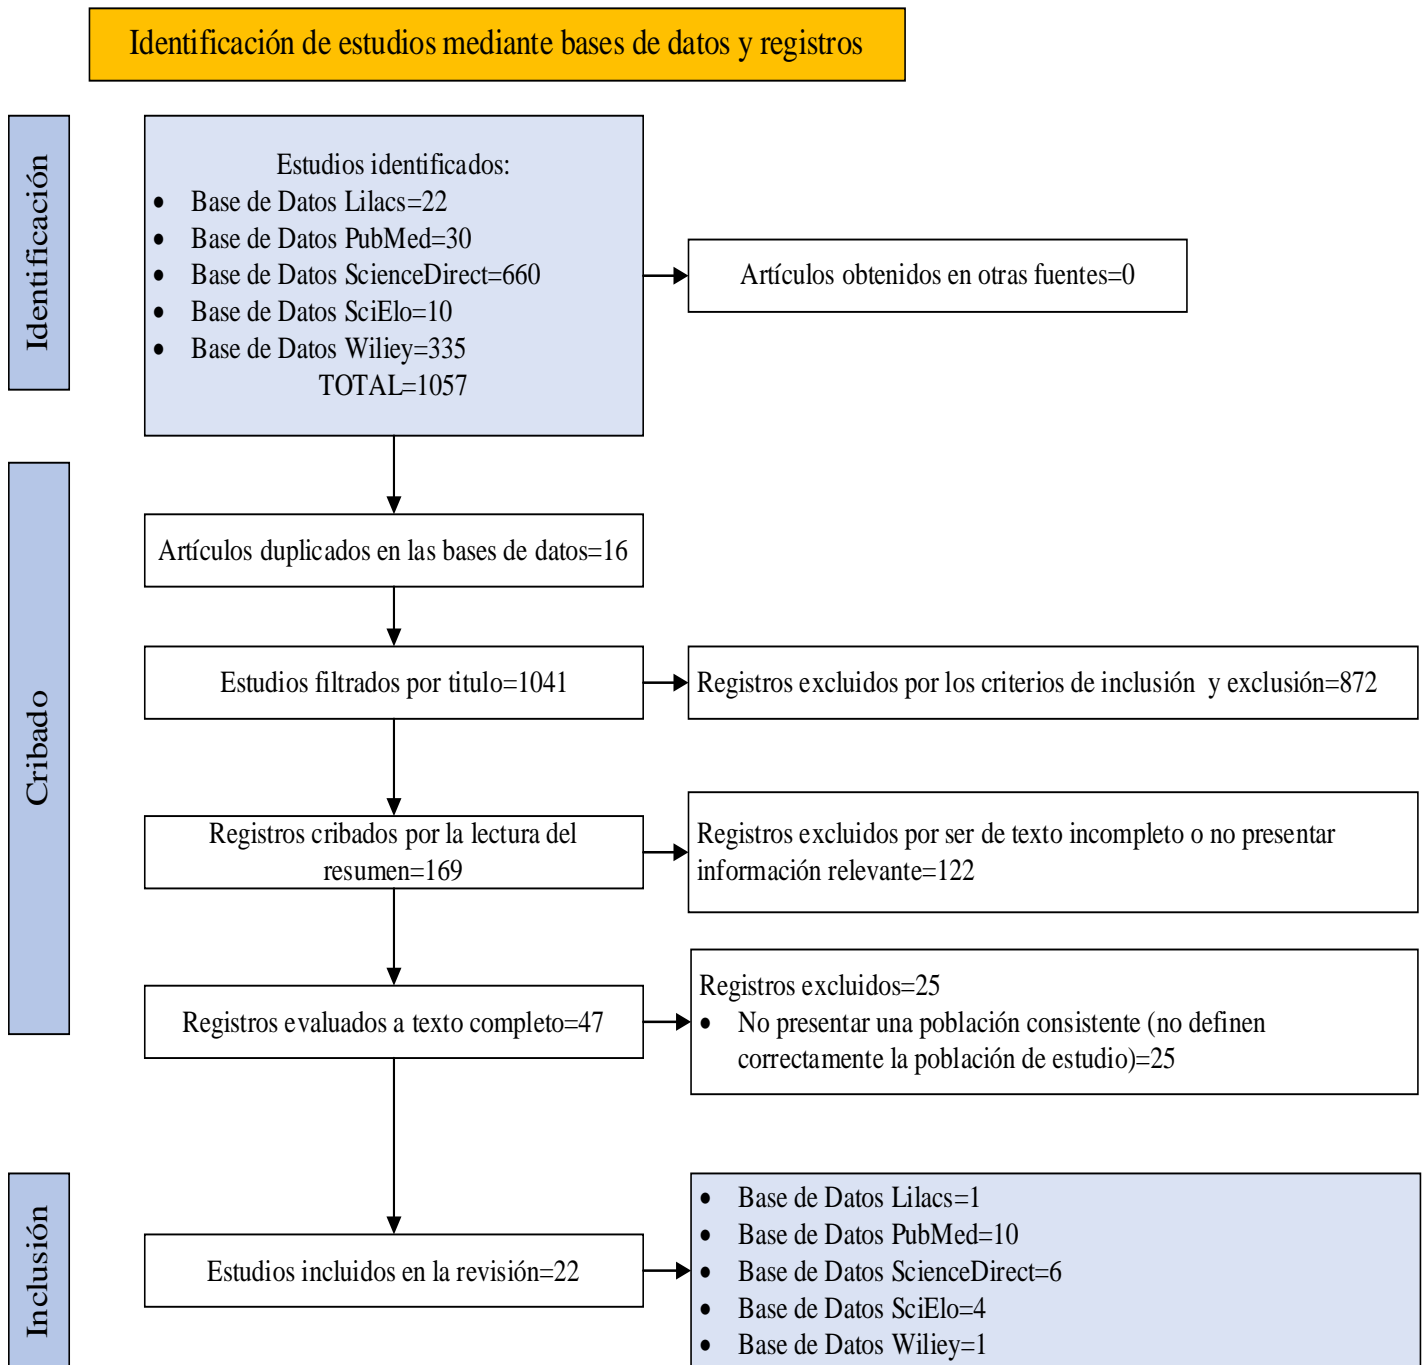 Identificación de estudios mediante bases de datos y registros
Identificación
Estudios identificados:
• Base de Datos Lilacs=22
• Base de Datos PubMed=30
• Base de Datos ScienceDirect=660
• Base de Datos SciElo=10
• Base de Datos Wiliey=335
TOTAL=1057
Artículos obtenidos en otras fuentes=0
Cribado
Artículos duplicados en las bases de datos=16
Estudios filtrados por titulo=1041
Registros excluidos por los criterios de inclusión y exclusión=872
Registros cribados por la lectura del
resumen=169
Registros excluidos por ser de texto incompleto o no presentar
información relevante=122
Registros evaluados a texto completo=47
Registros excluidos=25
• No presentar una población consistente (no definen
correctamente la población de estudio)=25
Inclusión
Estudios incluidos en la revisión=22
• Base de Datos Lilacs=1
• Base de Datos PubMed=10
• Base de Datos ScienceDirect=6
• Base de Datos SciElo=4
• Base de Datos Wiliey=1